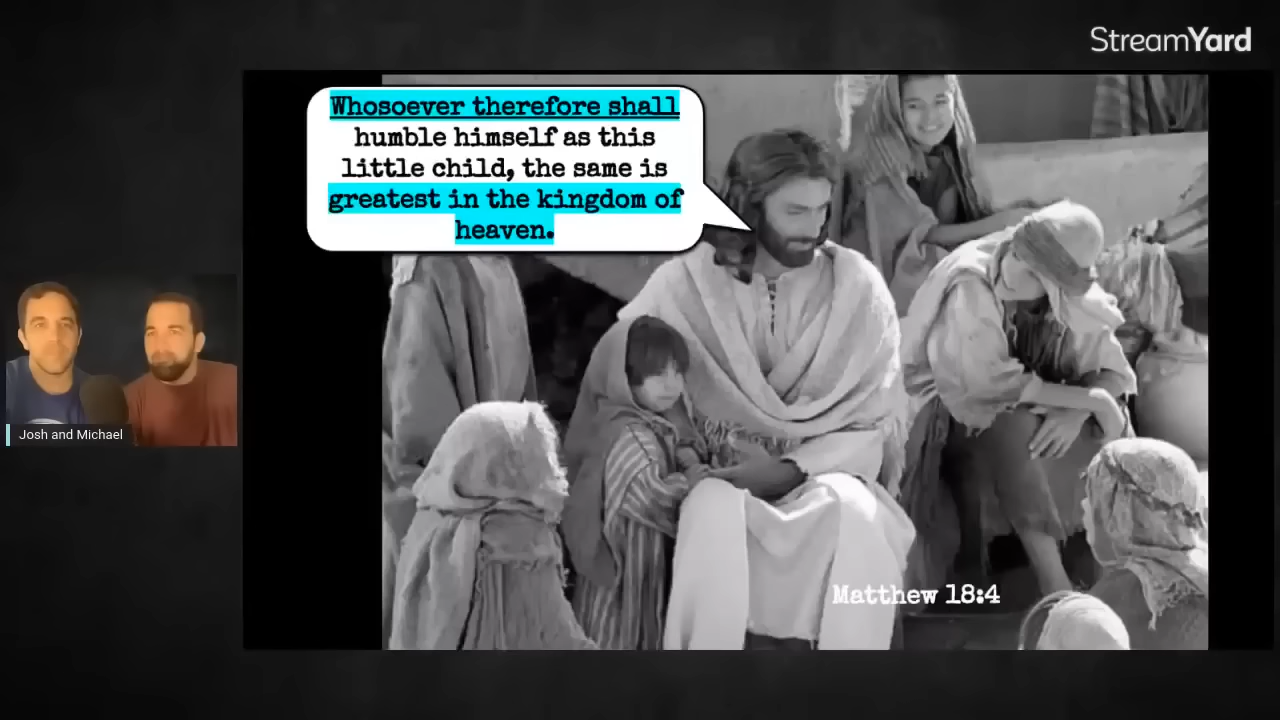 StreamYard
Whosoever therefore shall
humble himself as this
little child, the same is
greatest in the kingdom of
heaven.
Josh and Michael
Matthew 18:4